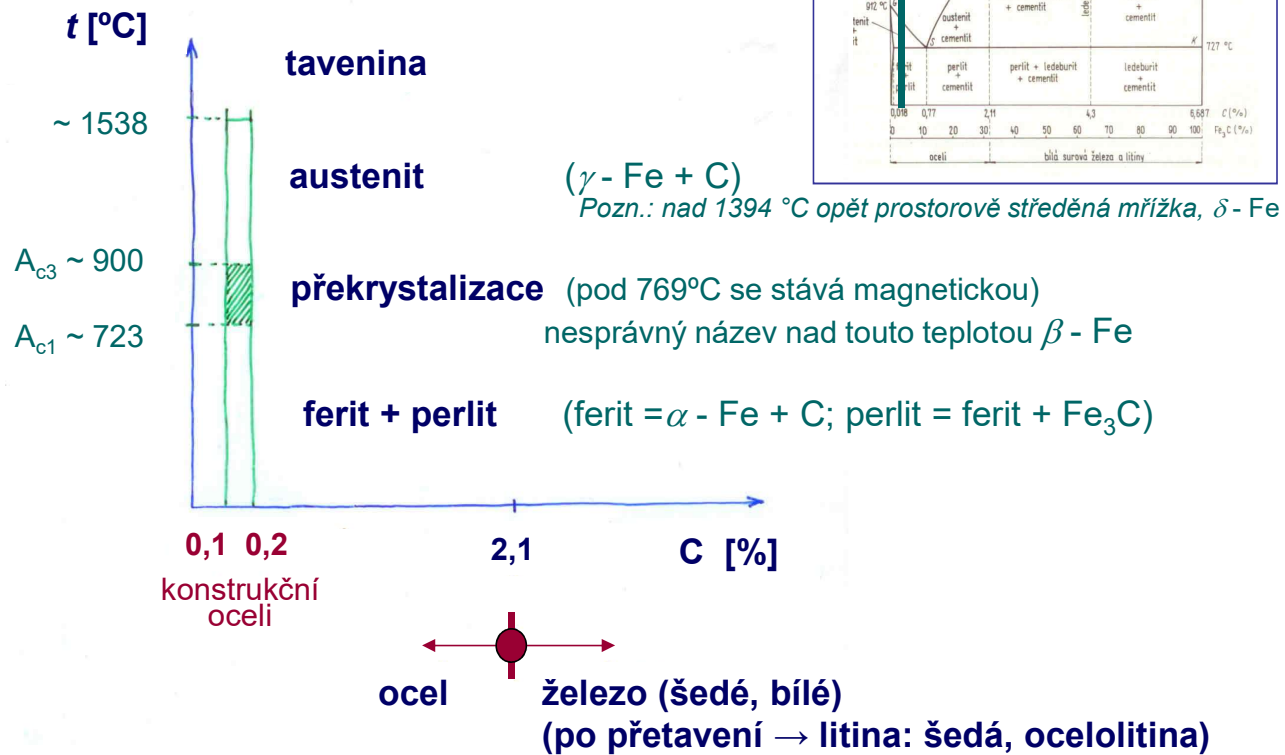 t [ºC]
tavenina
~ 1538
austenit (γ - Fe + C)
Pozn.: nad 1394 °C opět prostorově středěná mřížka, δ - Fe
Ac3 ~ 900
překrystalizace (pod 769ºC se stává magnetickou)
Ac1 ~ 723
nesprávný název nad touto teplotou β - Fe
ferit + perlit (ferit = α - Fe + C; perlit = ferit + Fe3C)
0,1 0,2 2,1 C [%]
konstrukční
oceli
ocel železo (šedé, bílé)
(po přetavení → litina: šedá, ocelolitina)
912 °C G
+ cementit
+
cementit
austenit
+
cementit
S
K
727 °C
perlit
+
cementit
perlit + ledeburit
+ cementit
ledeburit
+
cementit
0,018 0,77 2,11 4,3 6,687 C (%)
0 10 20 30 40 50 60 70 80 90 100 Fe3C (%)
oceli bílá surová železa a litiny